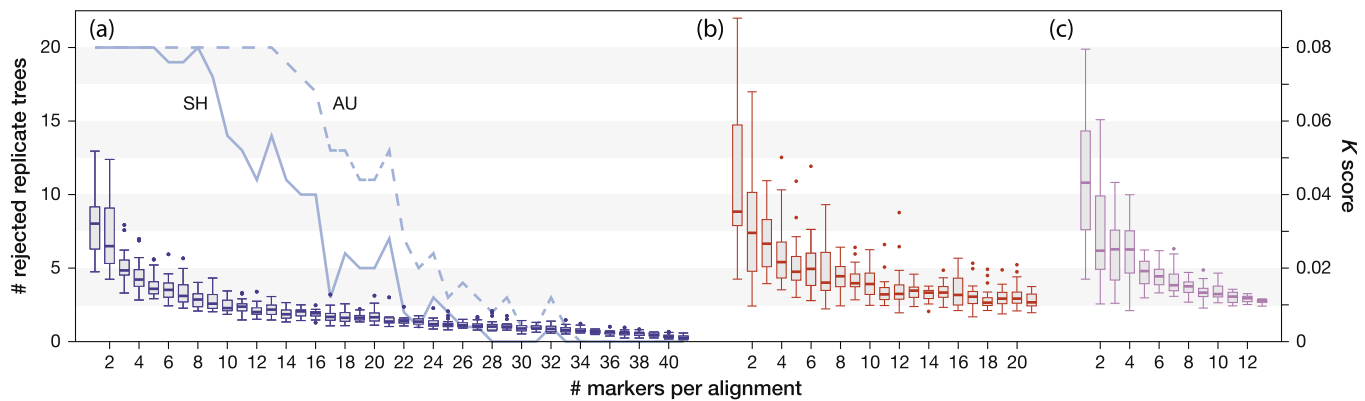 (a) (b) (c)
20 0.08
SH AU
15 0.06
10 0.04
5 0.02
0 0
# rejected replicate trees
K score
2 4 6 8 10 12 14 16 18 20 22 24 26 28 30 32 34 36 38 40 2 4 6 8 10 12 14 16 18 20 2 4 6 8 10 12
# markers per alignment